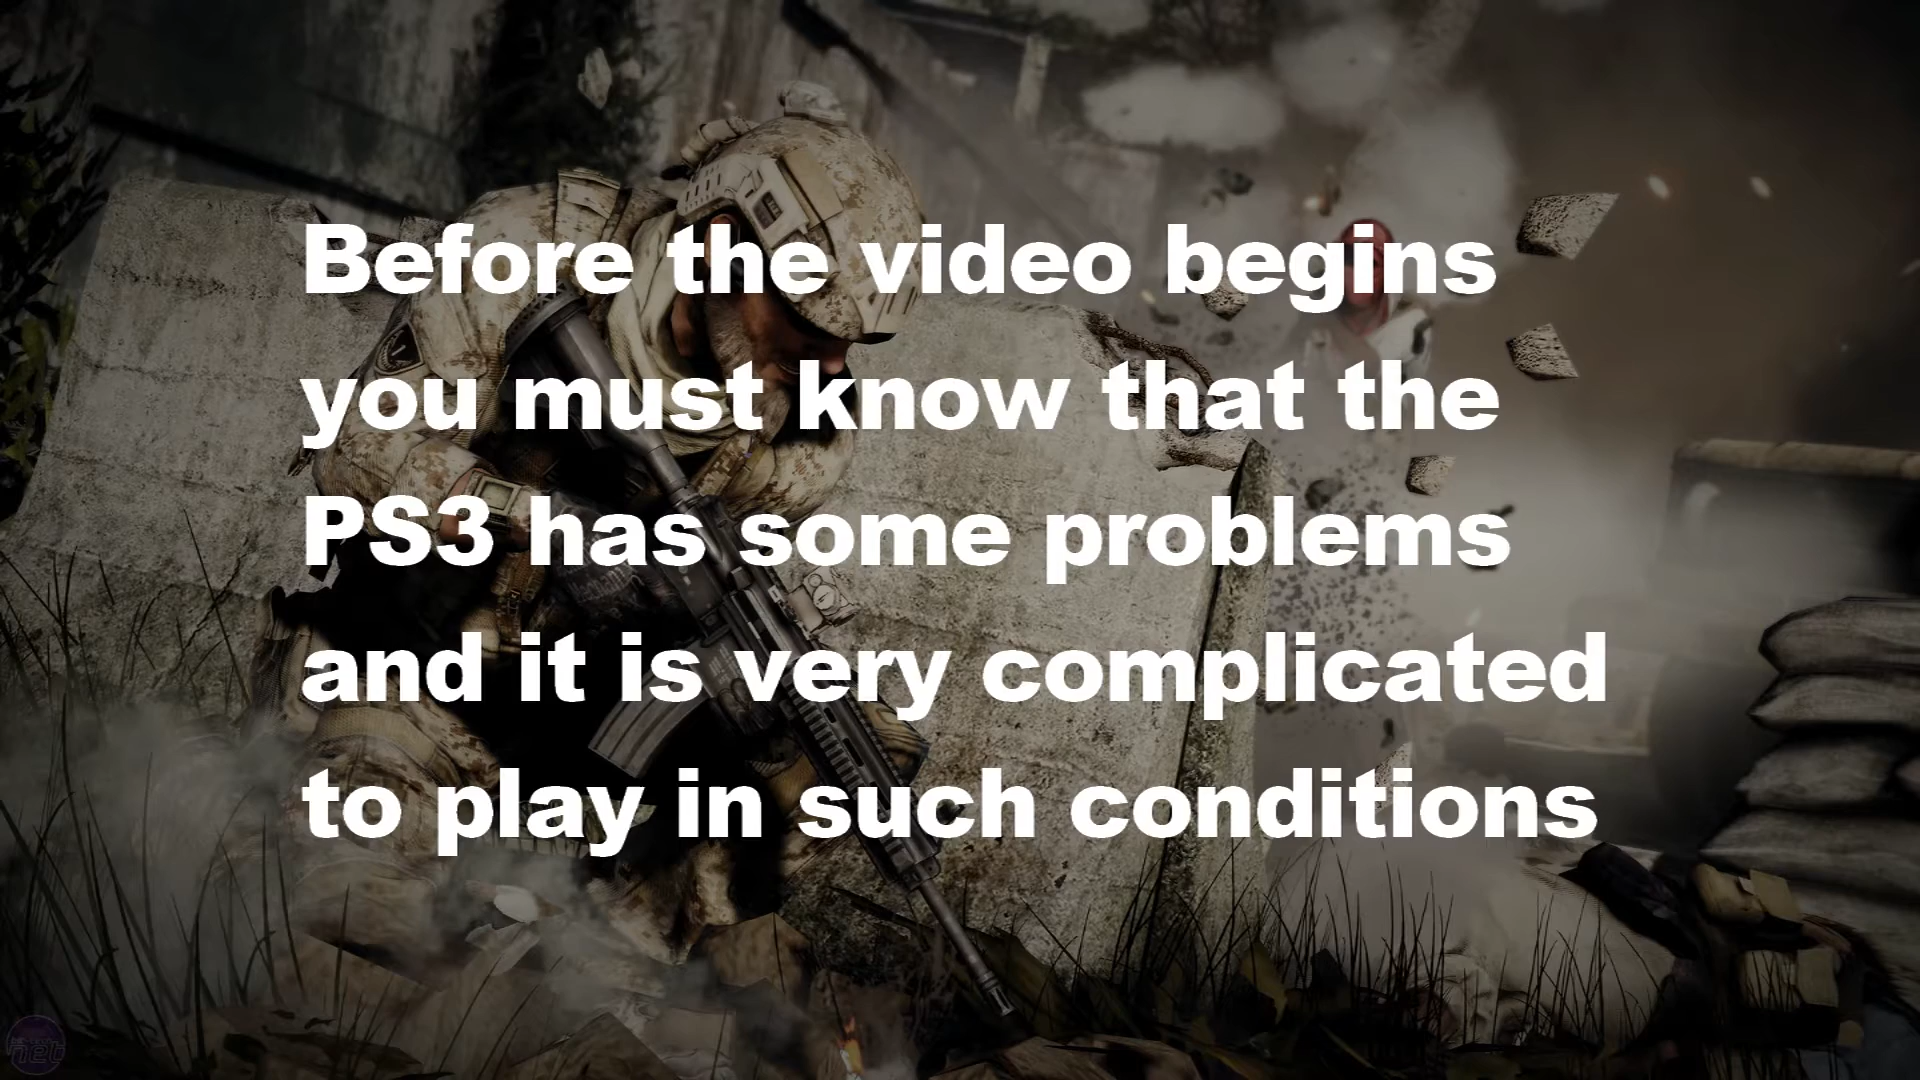 Before the video begins
you must know that the
PS3 has some problems
and it is very complicated
to play in such conditions
net